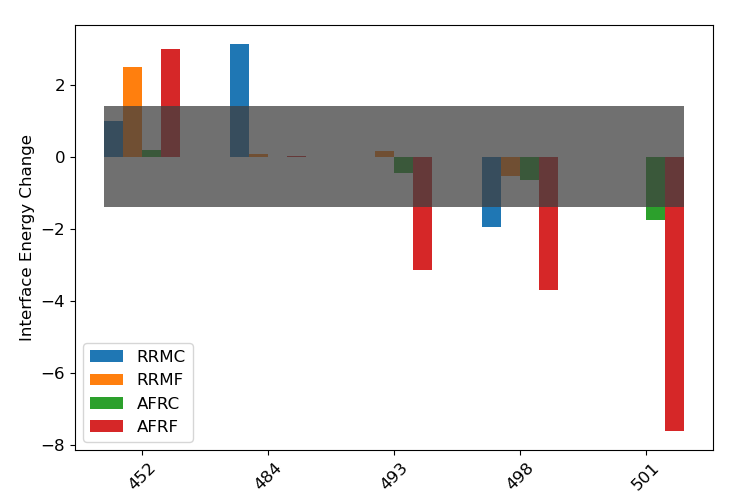 Interface Energy Change
2
0
−2
−4
−6
−8
RRMC
RRMF
AFRC
AFRF
452
484
493
498
501